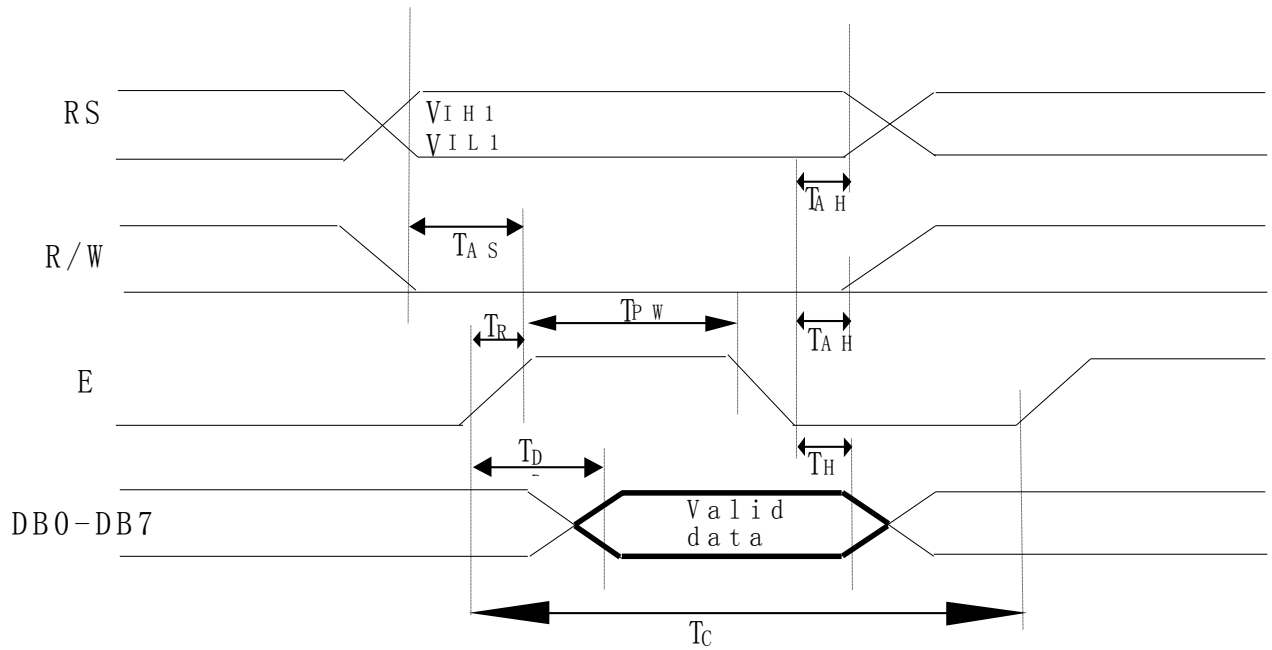 RS
VIH1
VIL1
TAH
R/W
TAS
TR
TPW
TAH
E
TD
TH
DB0-DB7
Valid
data
TC